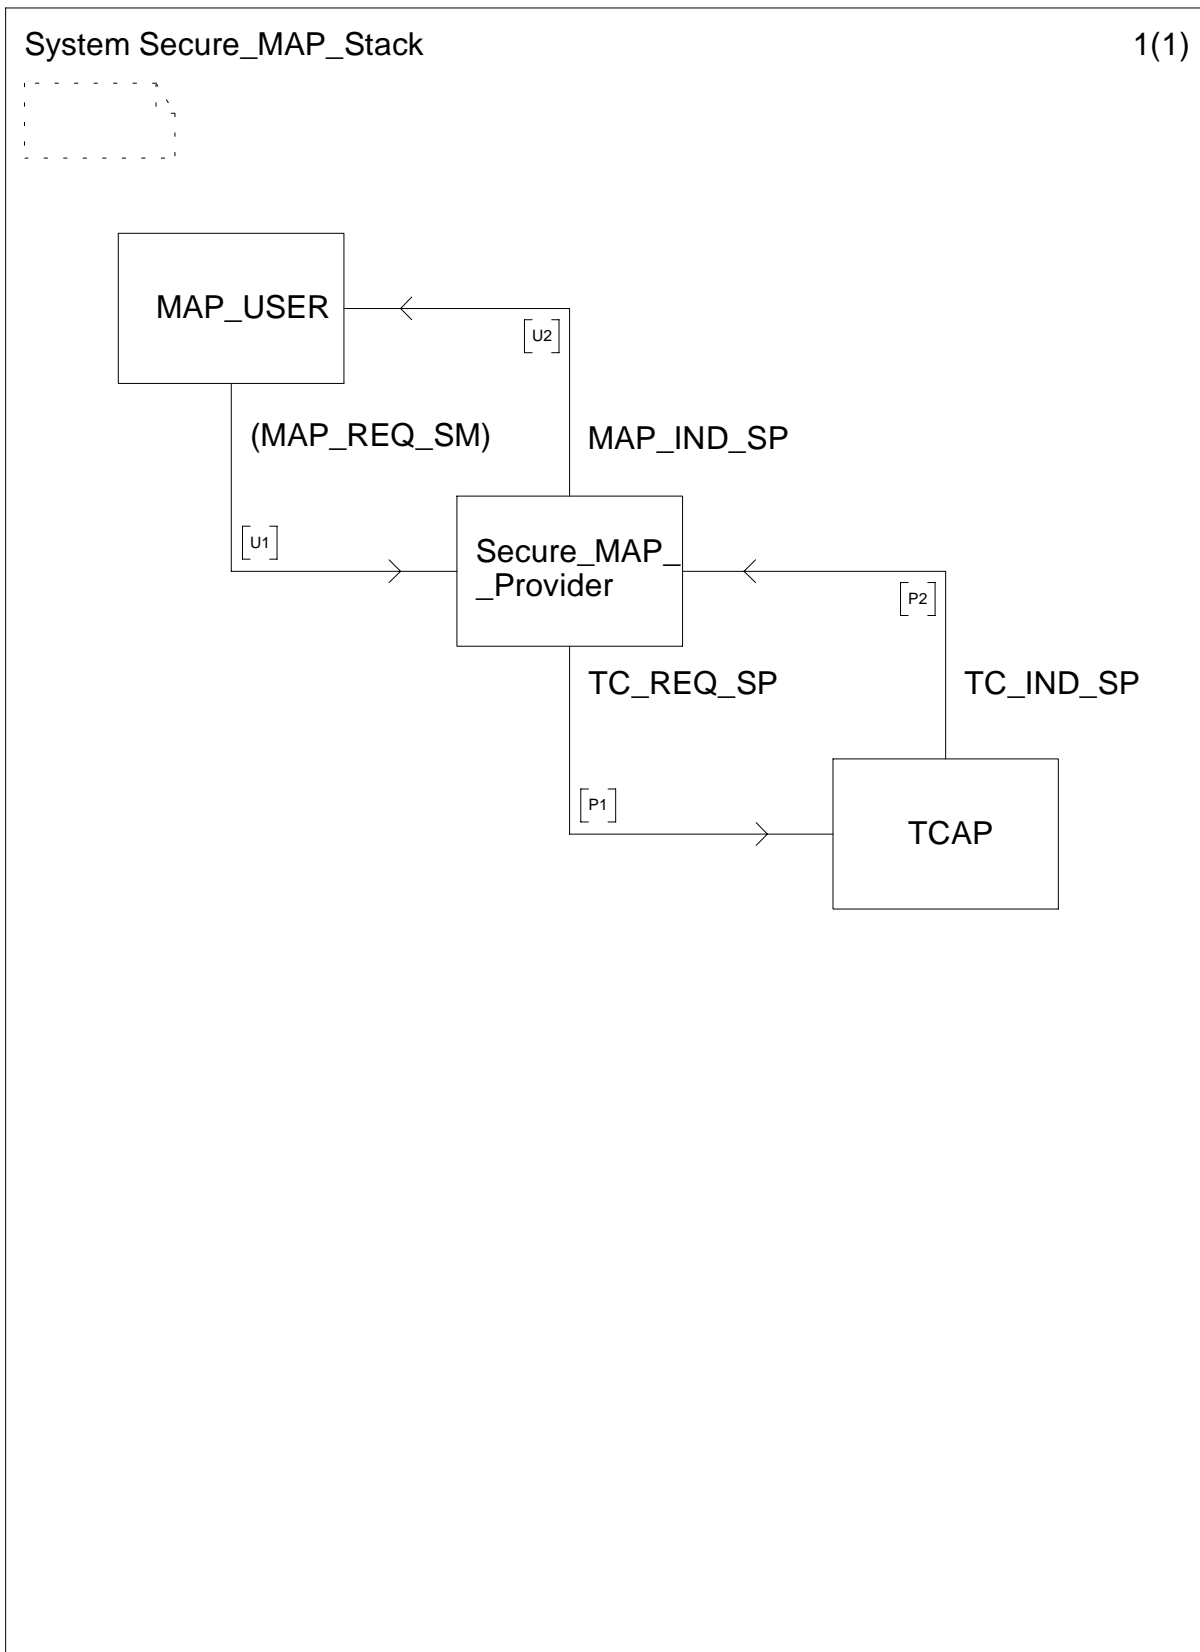 System Secure_MAP_Stack
1(1)
MAP_USER
[U2]
(MAP_REQ_SM)
MAP_IND_SP
[U1]
Secure_MAP_
_Provider
[P2]
TC_REQ_SP
TC_IND_SP
[P1]
TCAP